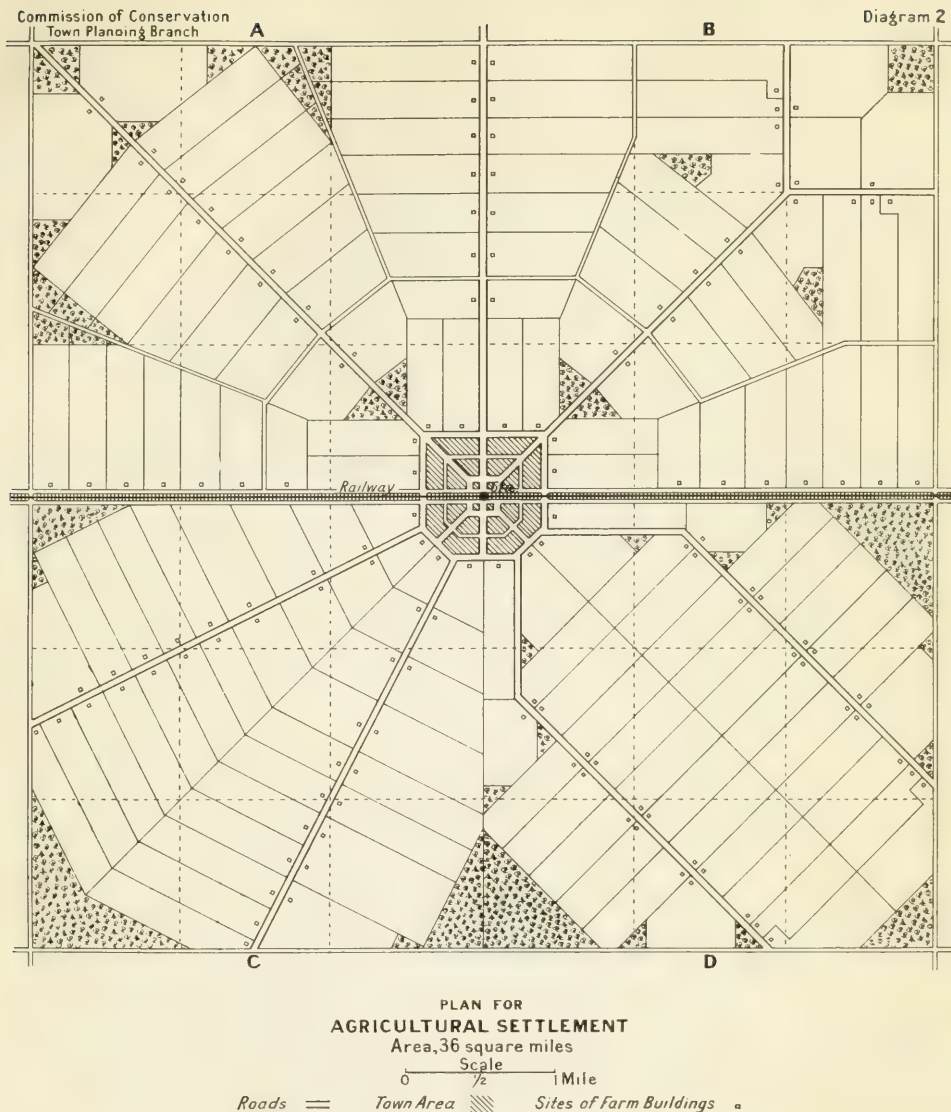 Commission of Conservation
Town Planning Branch
Diagram 2
A
B
Railway
Sta.
C
D
PLAN FOR
AGRICULTURAL SETTLEMENT
Area, 36 square miles
Scale
0 ½ 1 Mile
Roads Town Area Sites of Farm Buildings